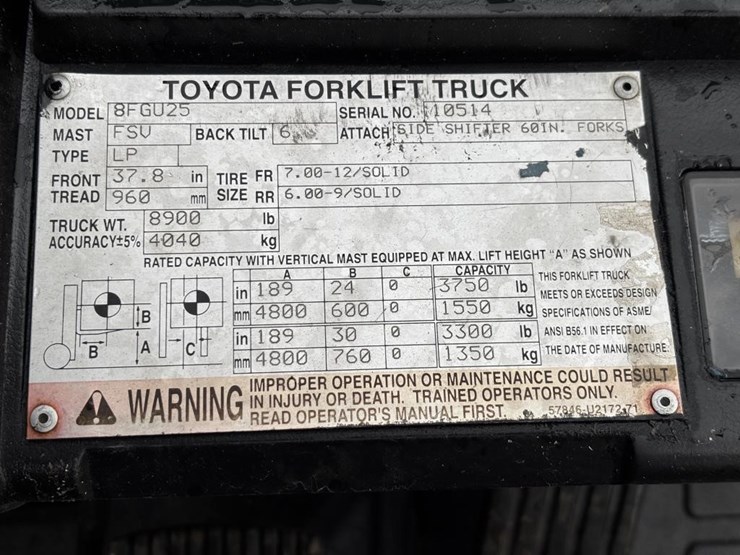 TOYOTA FORKLIFT TRUCK
MODEL 8FGU25 SERIAL NO. 10514
MAST FSV BACK TILT 6 ATTACH SIDE SHIFTER 60IN. FORKS
TYPE LP
FRONT TREAD 37.8 in 960 mm
TIRE SIZE FR 7.00-12/SOLID
RR 6.00-9/SOLID
TRUCK WT. 8900 lb
ACCURACY±5% 4040 kg
RATED CAPACITY WITH VERTICAL MAST EQUIPPED AT MAX. LIFT HEIGHT "A" AS SHOWN
A B C CAPACITY
in 189 24 0 3750 lb
mm 4800 600 0 1550 kg
in 189 30 0 3300 lb
mm 4800 760 0 1350 kg
B
B A C
THIS FORKLIFT TRUCK
MEETS OR EXCEEDS DESIGN
SPECIFICATIONS OF ASME/
ANSI B56.1 IN EFFECT ON
THE DATE OF MANUFACTURE.
WARNING
IMPROPER OPERATION OR MAINTENANCE COULD RESULT
IN INJURY OR DEATH. TRAINED OPERATORS ONLY.
READ OPERATOR'S MANUAL FIRST.
57846-U2172-71